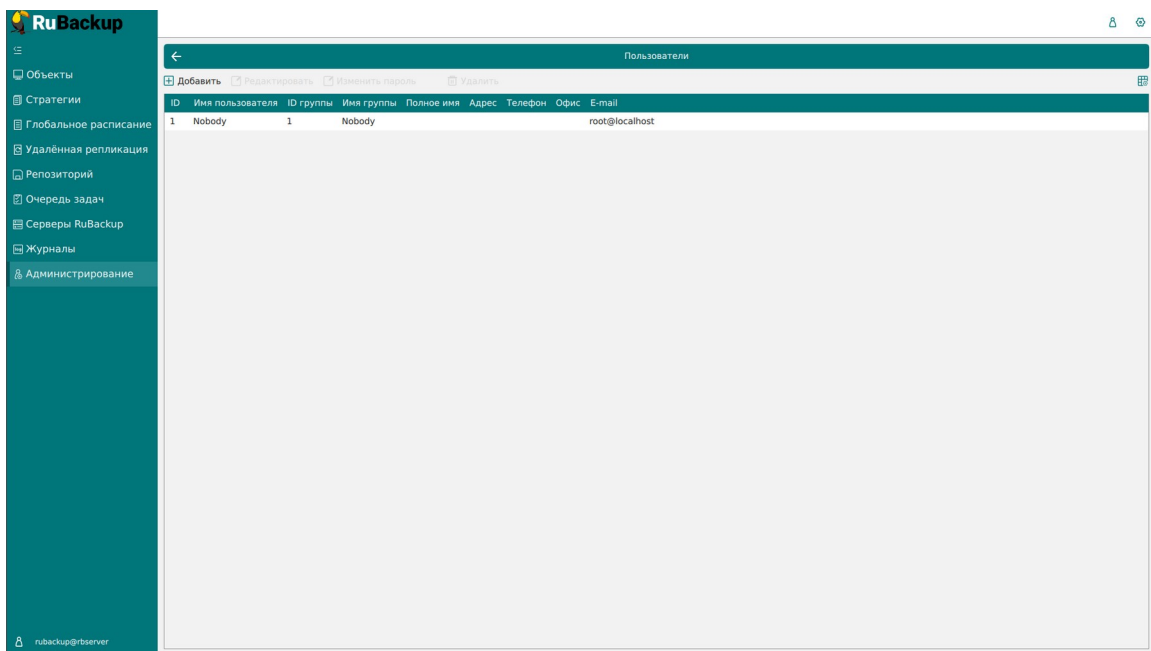 RuBackup
Пользователи
Объекты
Стратегии
Глобальное расписание
Удалённая репликация
Репозиторий
Очередь задач
Серверы RuBackup
Журналы
Администрирование
Добавить Редактировать Изменить пароль Удалить
ID Имя пользователя ID группы Имя группы Полное имя Адрес Телефон Офис E-mail
1 Nobody 1 Nobody root@localhost
rubackup@rbserver